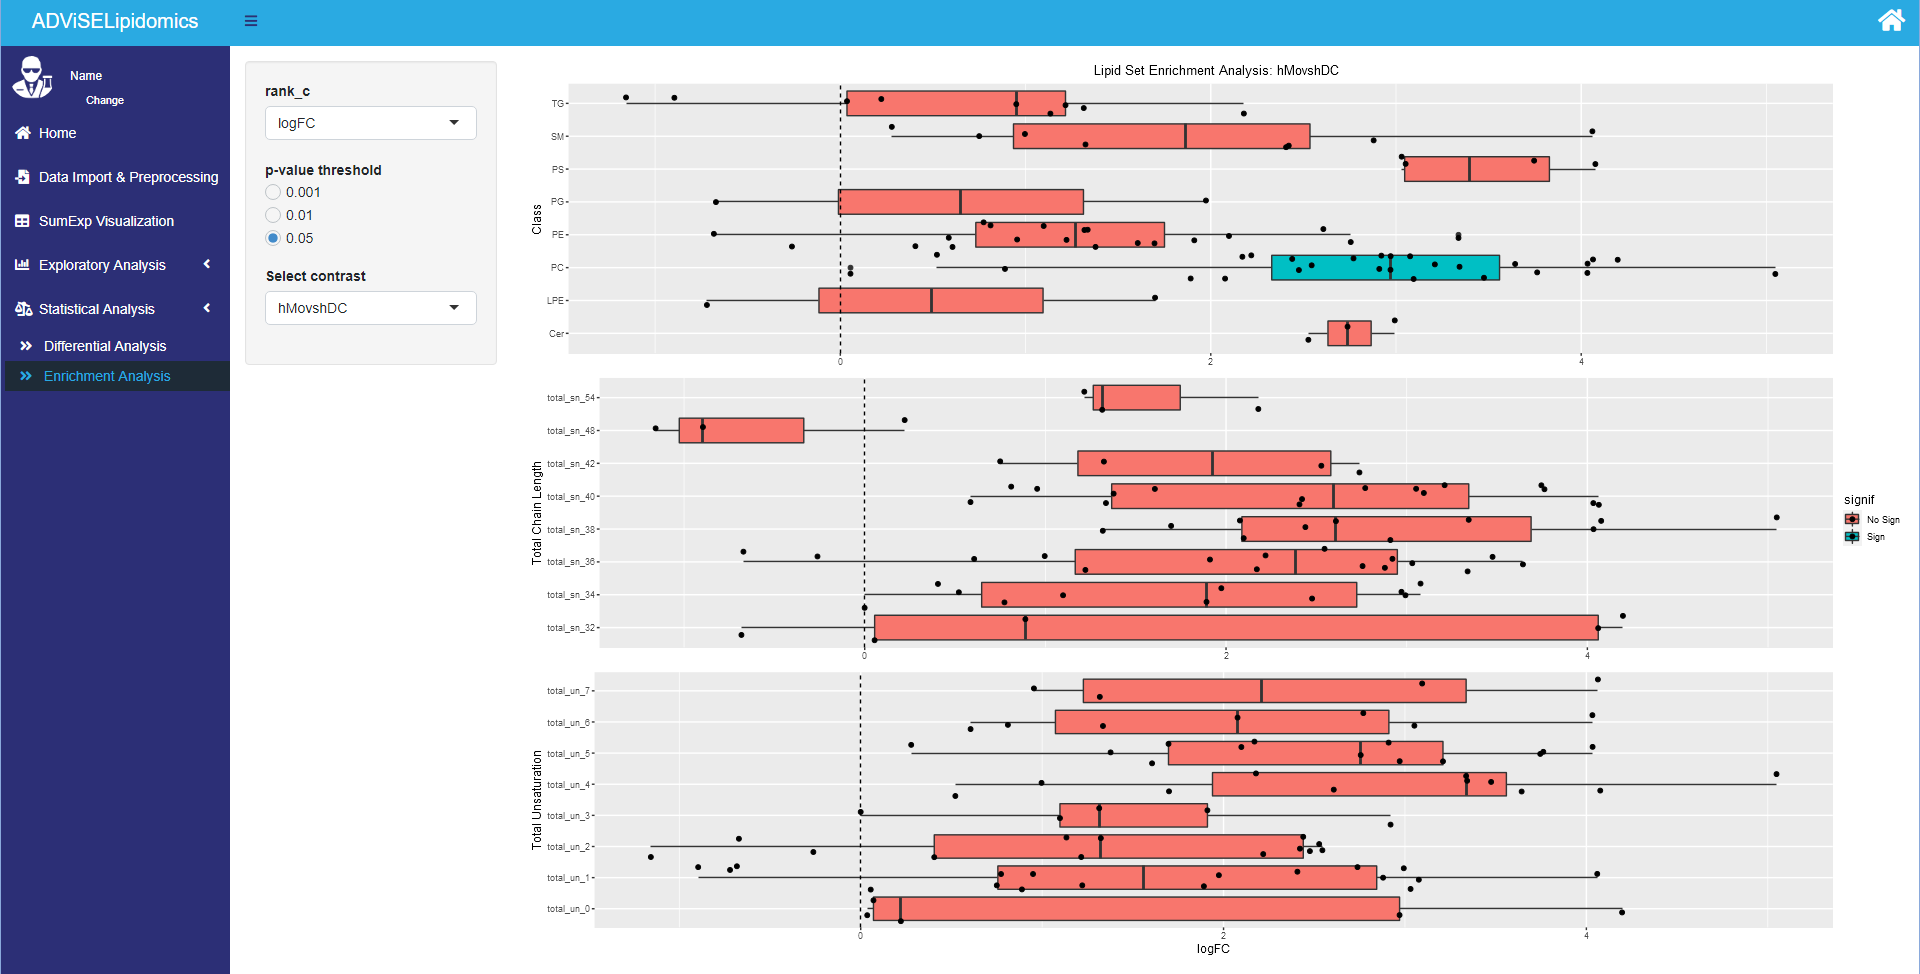 ADViSELipidomics
Name
Change
Home
Data Import & Preprocessing
SumExp Visualization
Exploratory Analysis
Statistical Analysis
Differential Analysis
Enrichment Analysis
rank_c
logFC
p-value threshold
0.001
0.01
0.05
Select contrast
hMovshDC
Lipid Set Enrichment Analysis: hMovshDC
Class
TG
SM
PS
PG
PE
PC
LPE
Cer
0 2 4
Total Chain Length
total_sn_54
total_sn_48
total_sn_42
total_sn_40
total_sn_38
total_sn_36
total_sn_34
total_sn_32
0 2 4
Total Unsaturation
total_un_7
total_un_6
total_un_5
total_un_4
total_un_3
total_un_2
total_un_1
total_un_0
0 2 4
logFC
signif
No Sign
Sign